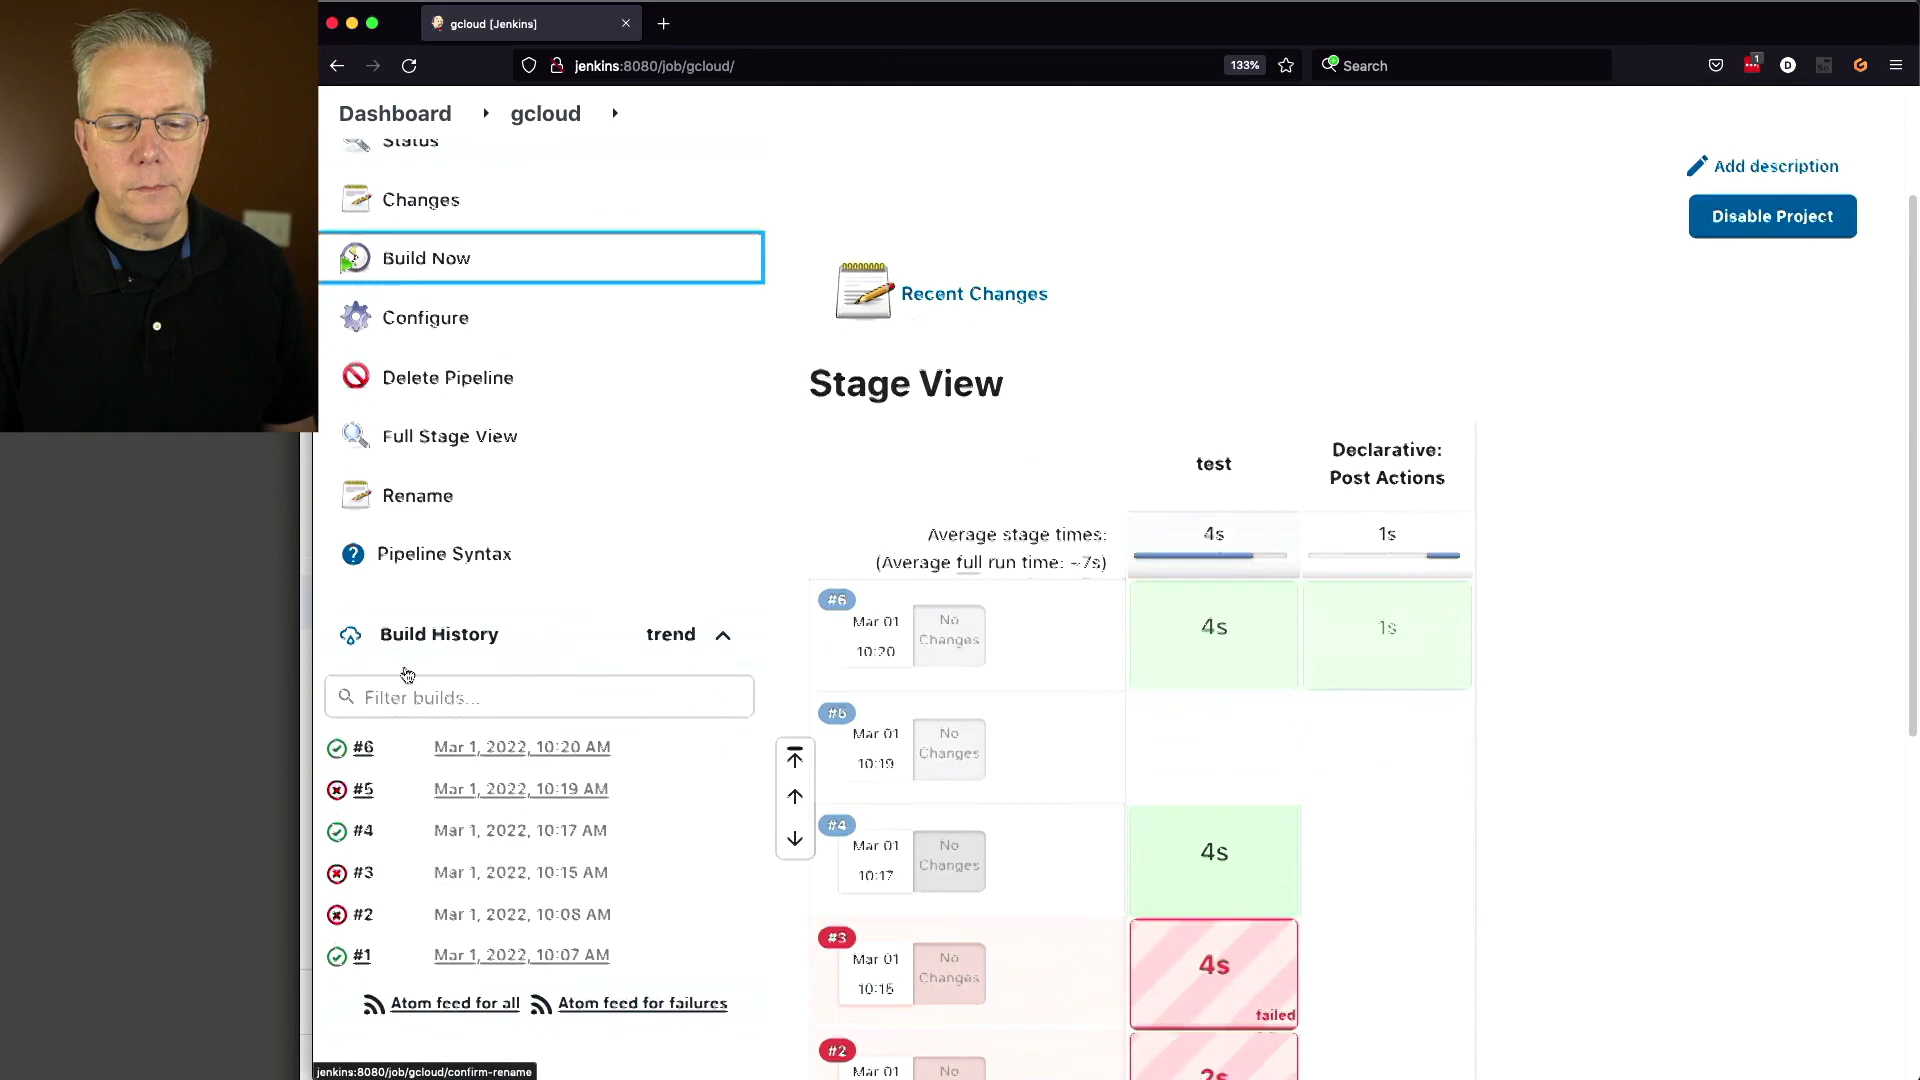 gcloud [Jenkins]
jenkins:8080/job/gcloud/
133%
Search
1
D
Se
Dashboard
gcloud
Status
Changes
Build Now
Configure
Delete Pipeline
Full Stage View
Rename
Pipeline Syntax
Build History
trend
Filter builds...
#6 Mar 1, 2022, 10:20 AM
#5 Mar 1, 2022, 10:19 AM
#4 Mar 1, 2022, 10:17 AM
#3 Mar 1, 2022, 10:15 AM
#2 Mar 1, 2022, 10:08 AM
#1 Mar 1, 2022, 10:07 AM
Atom feed for all
Atom feed for failures
jenkins:8080/job/gcloud/confirm-rename
Add description
Disable Project
Recent Changes
Stage View
test
Declarative:
Post Actions
Average stage times:
(Average full run time: ~7s)
4s
1s
#6
Mar 01
10:20
No
Changes
4s
1s
#5
Mar 01
10:19
No
Changes
#4
Mar 01
10:17
No
Changes
4s
#3
Mar 01
10:15
No
Changes
4s
failed
#2
Mar 01
No
Changes
2s